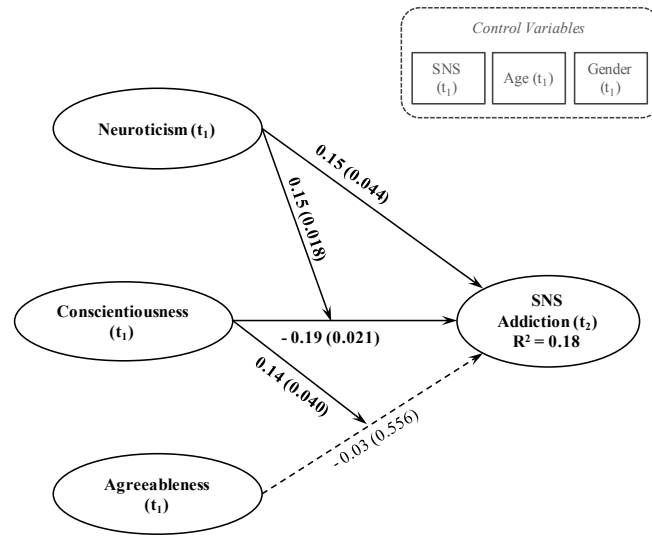 Control Variables
SNS
(t₁)
Age (t₁)
Gender
(t₁)
Neuroticism (t₁)
0.15 (0.044)
0.15 (0.018)
Conscientiousness
(t₁)
- 0.19 (0.021)
SNS
Addiction (t₂)
R² = 0.18
0.14 (0.040)
- 0.03 (0.556)
Agreeableness
(t₁)